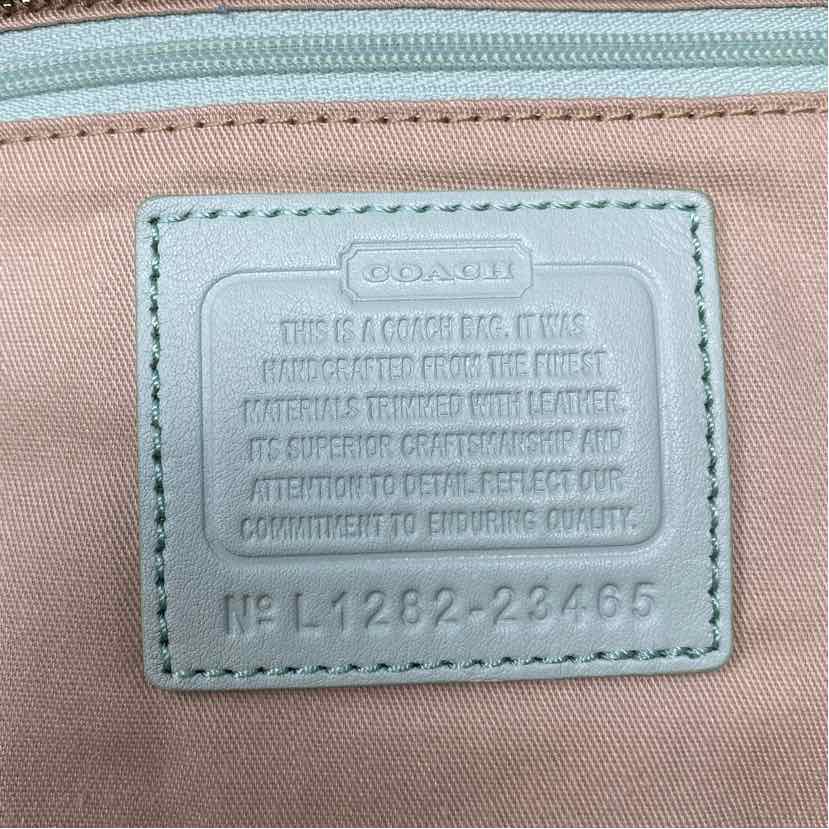 COACH
THIS IS A COACH BAG. IT WAS
HANDCRAFTED FROM THE FINEST
MATERIALS TRIMMED WITH LEATHER.
ITS SUPERIOR CRAFTSMANSHIP AND
ATTENTION TO DETAIL REFLECT OUR
COMMITMENT TO ENDURING QUALITY.
Nº L1282-23465